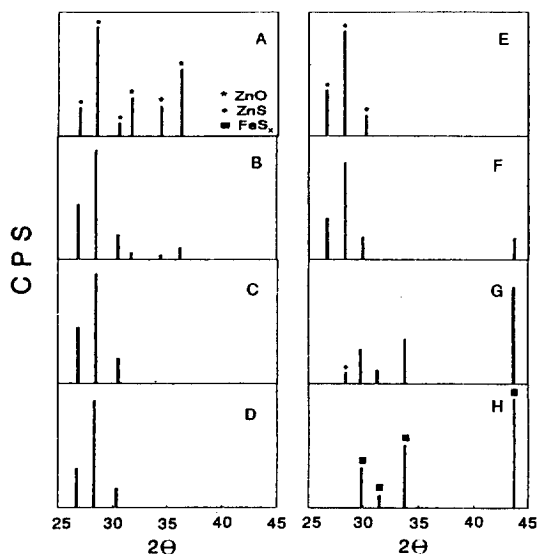 A
* ZnO
• ZnS
■ FeSₓ
B
C
D
E
F
G
H
CPS
25 30 35 40 45
2Θ
25 30 35 40 45
2Θ